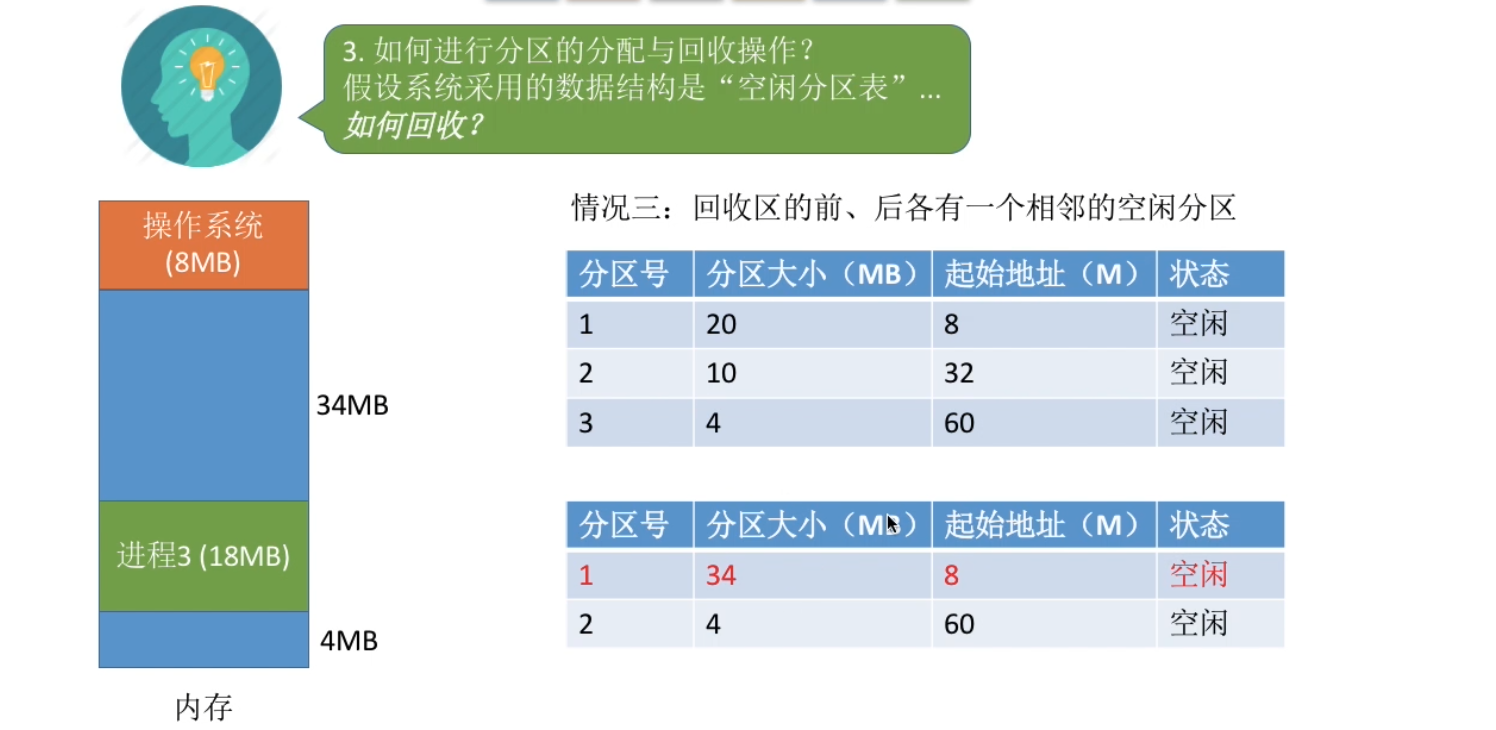 3. 如何进行分区的分配与回收操作？
假设系统采用的数据结构是“空闲分区表”...
如何回收？
操作系统
(8MB)
34MB
进程3 (18MB)
4MB
内存
情况三：回收区的前、后各有一个相邻的空闲分区
分区号 分区大小（MB） 起始地址（M） 状态
1 20 8 空闲
2 10 32 空闲
3 4 60 空闲
分区号 分区大小（MB） 起始地址（M） 状态
1 34 8 空闲
2 4 60 空闲